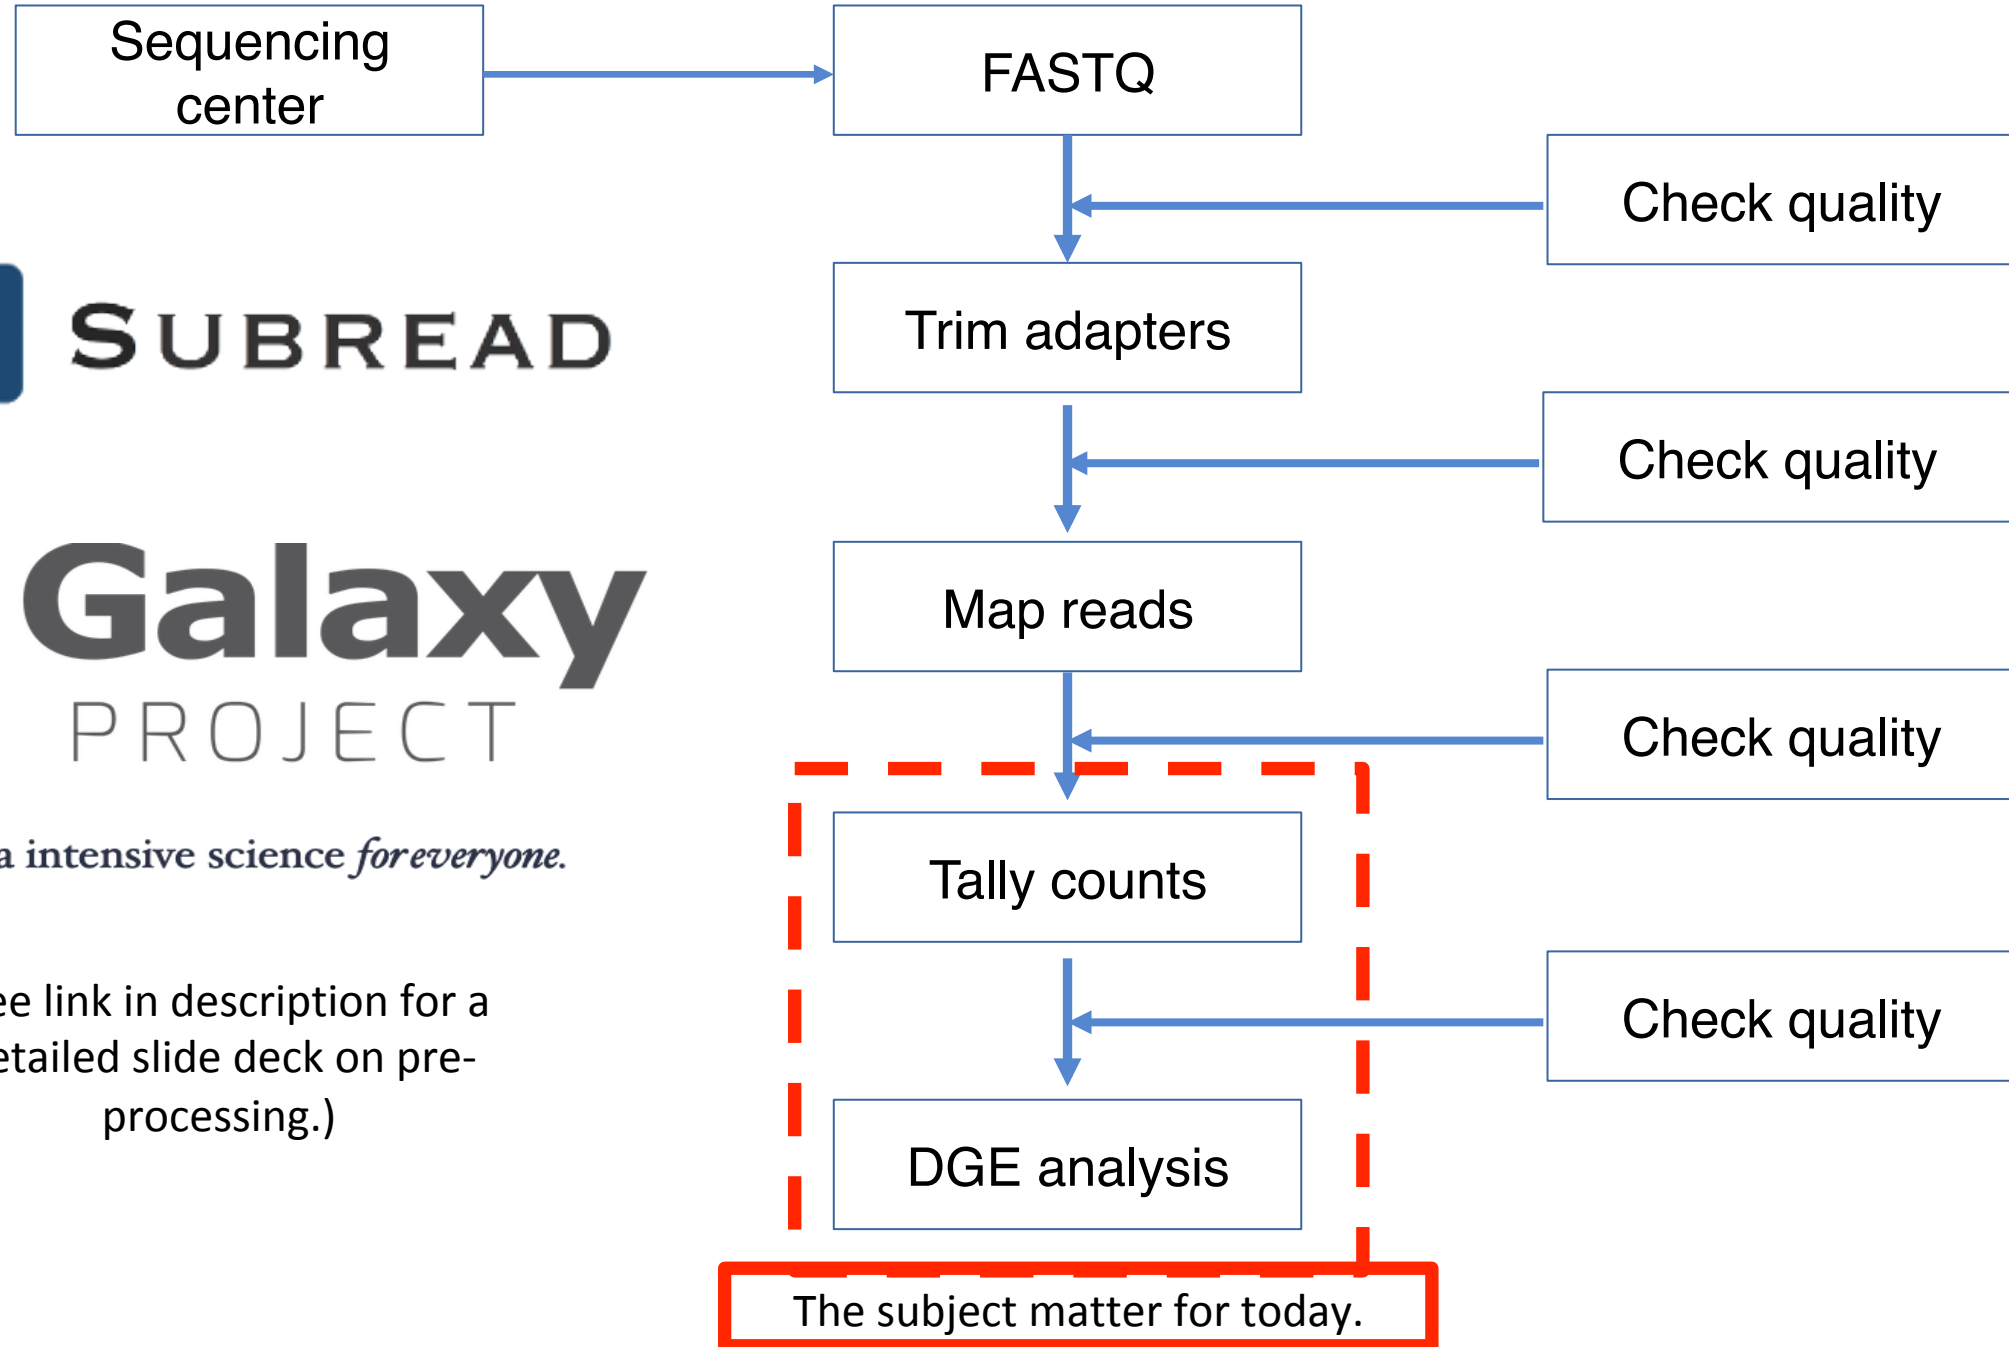 Sequencing
center
FASTQ
Check quality
Trim adapters
SUBREAD
Check quality
Map reads
Galaxy
PROJECT
Check quality
a intensive science for everyone.
Tally counts
ee link in description for a
etailed slide deck on pre-
processing.)
Check quality
DGE analysis
The subject matter for today.